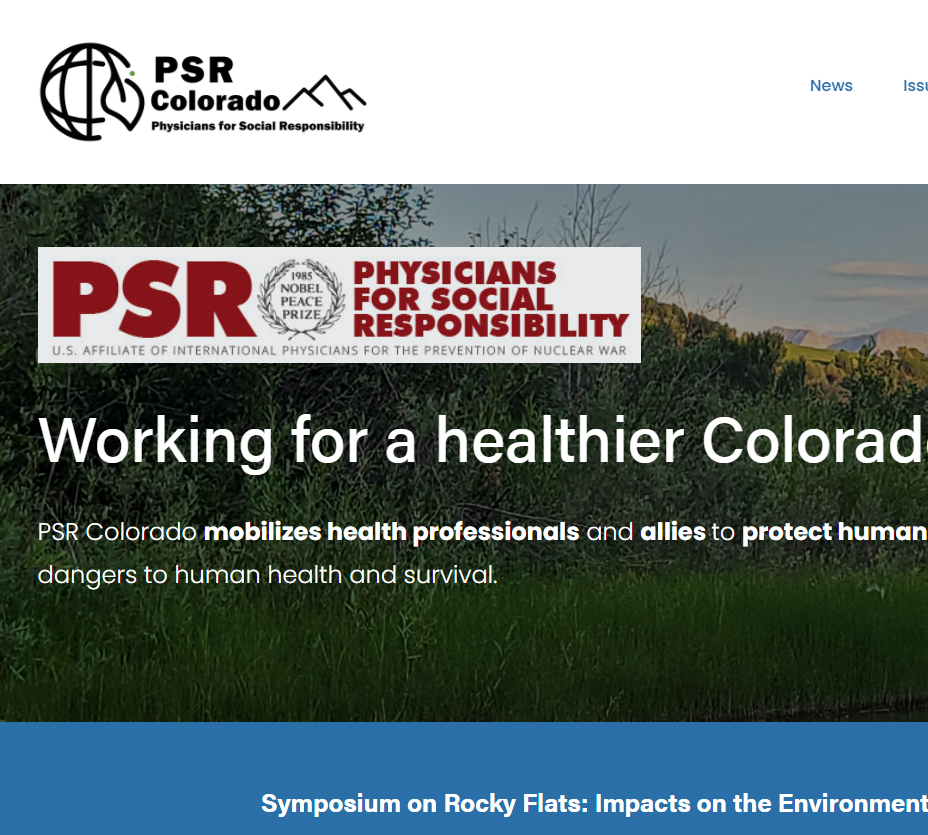 PSR
Colorado
Physicians for Social Responsibility
News
PSR
1985
NOBEL
PEACE
PRIZE
PHYSICIANS
FOR SOCIAL
RESPONSIBILITY
U.S. AFFILIATE OF INTERNATIONAL PHYSICIANS FOR THE PREVENTION OF NUCLEAR WAR
Working for a healthier Colorad
PSR Colorado mobilizes health professionals and allies to protect human
dangers to human health and survival.
Symposium on Rocky Flats: Impacts on the Environment